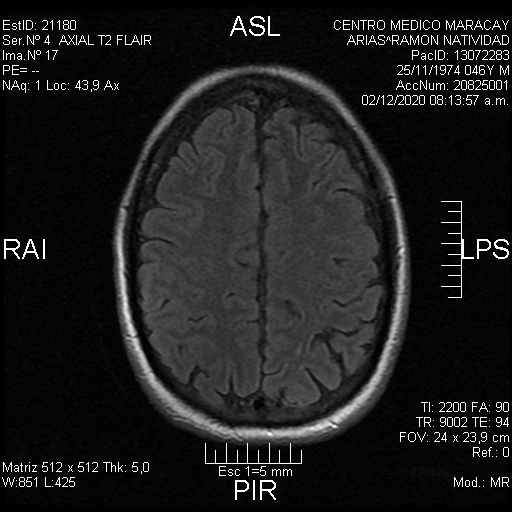 EstID: 21180
Ser.Nº 4 AXIAL T2 FLAIR
Ima.Nº 17
PE= --
NAq: 1 Loc: 43,9 Ax
ASL
CENTRO MEDICO MARACAY
ARIAS^RAMON NATIVIDAD
PacID: 13072283
25/11/1974 046Y M
AccNum: 20825001
02/12/2020 08:13:57 a.m.
RAI
LPS
TI: 2200 FA: 90
TR: 9002 TE: 94
FOV: 24 x 23,9 cm
Ref.: 0
Matriz 512 x 512 Thk: 5,0
W:851 L:425
Esc 1=5 mm
PIR
Mod.: MR